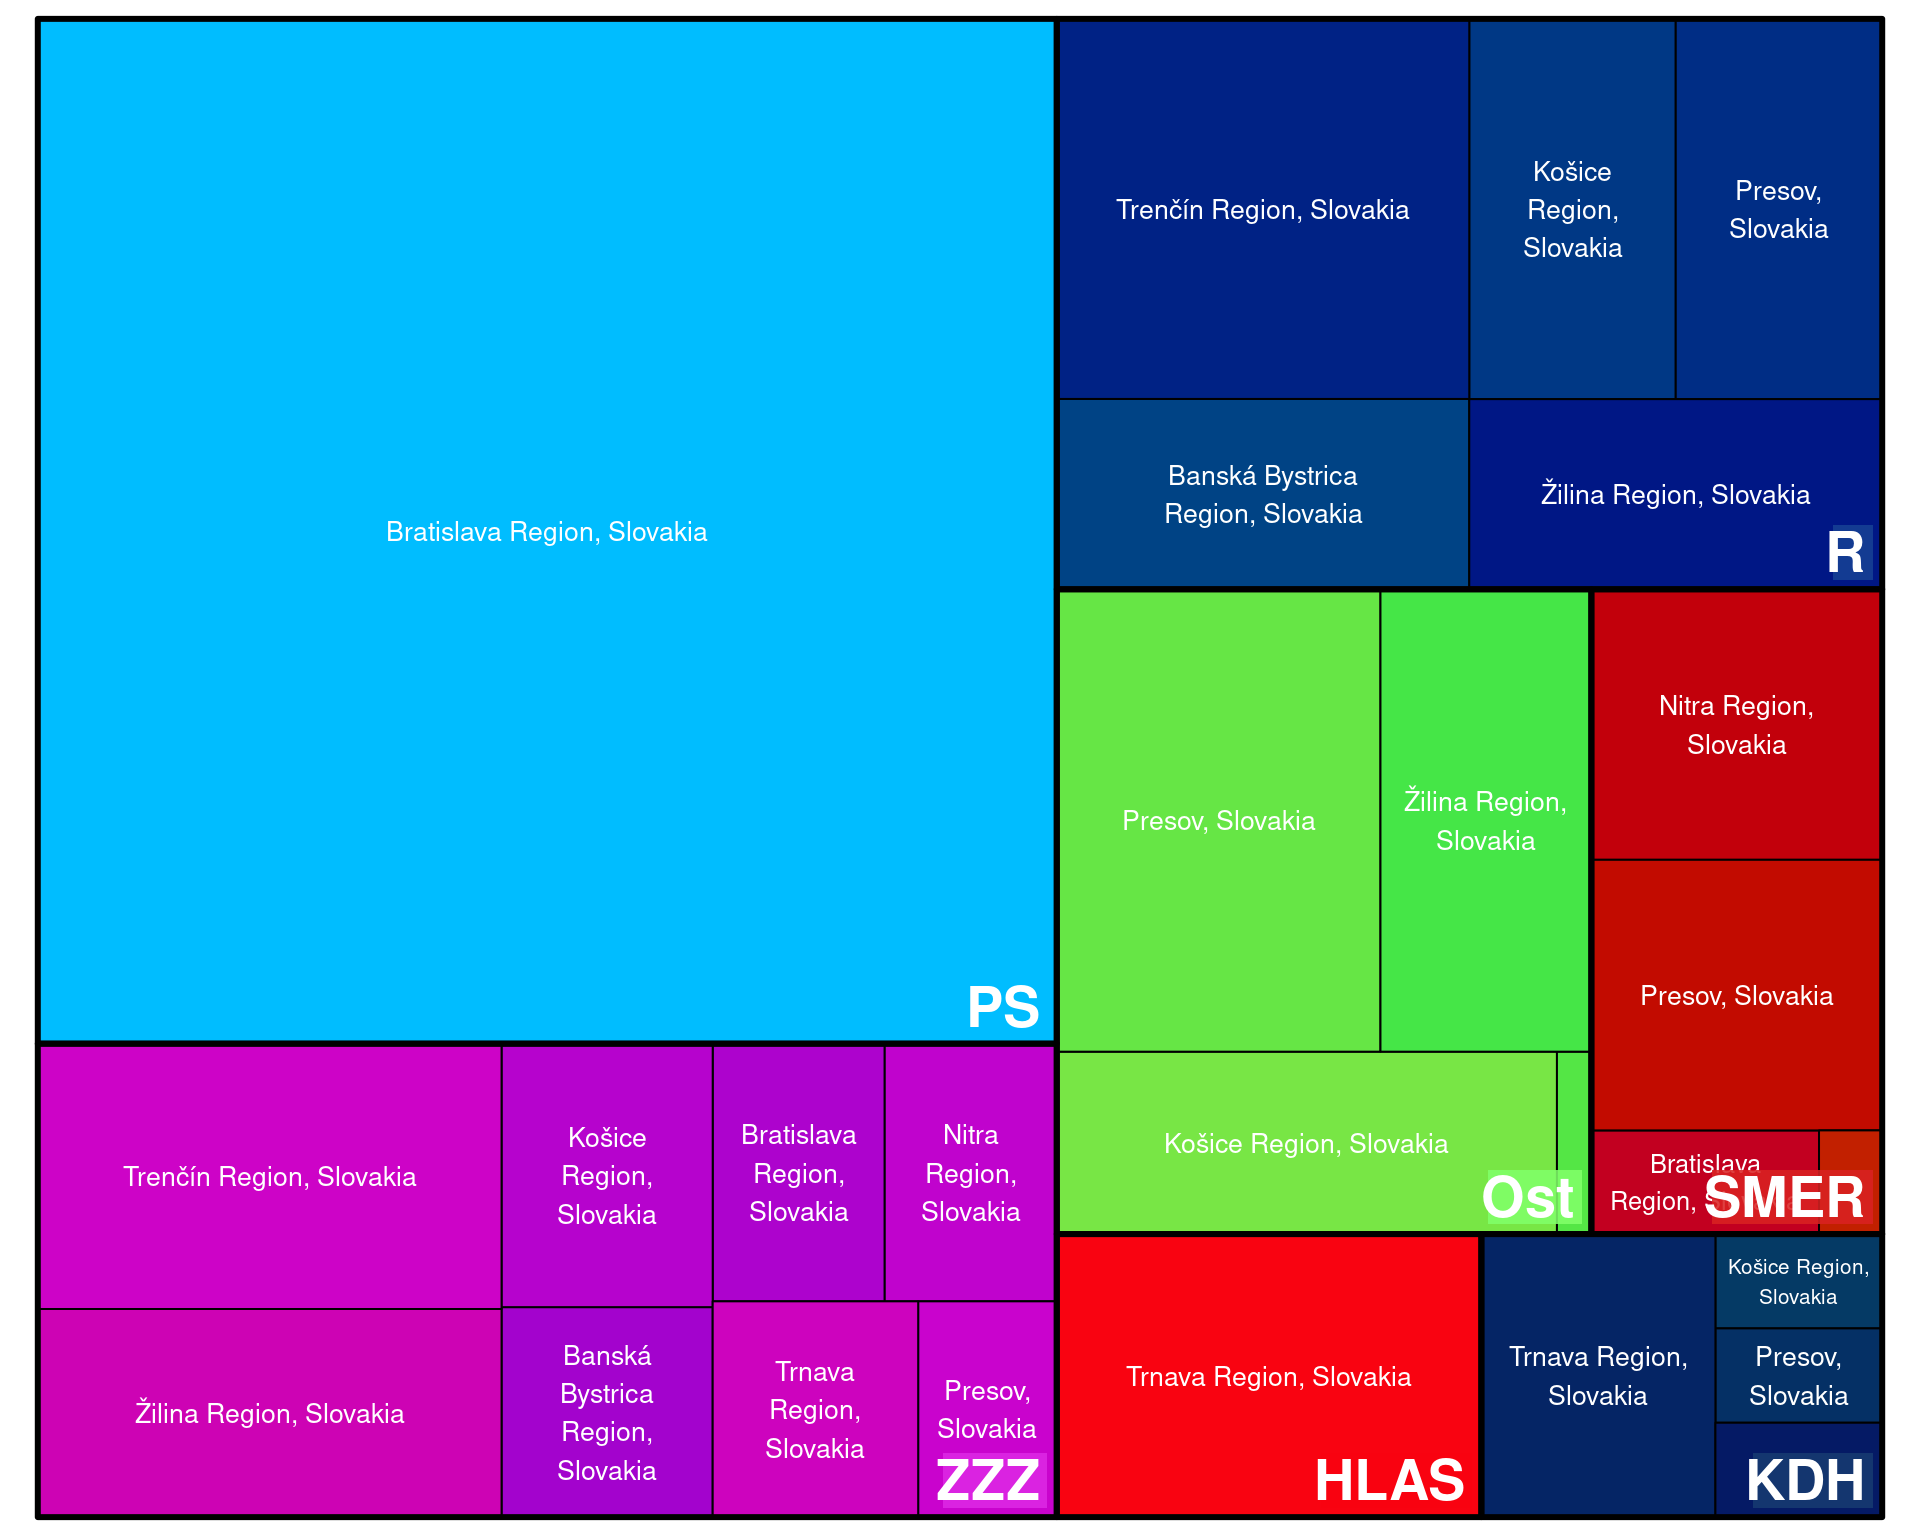 Bratislava Region, Slovakia
PS
Trenčín Region, Slovakia
Košice
Region,
Slovakia
Presov,
Slovakia
Banská Bystrica
Region, Slovakia
Žilina Region, Slovakia
R
Presov, Slovakia
Žilina Region,
Slovakia
Košice Region, Slovakia
Ost
Nitra Region,
Slovakia
Presov, Slovakia
Bratislava
Region,
SMER
Trenčín Region, Slovakia
Žilina Region, Slovakia
Košice
Region,
Slovakia
Banská
Bystrica
Region,
Slovakia
Bratislava
Region,
Slovakia
Nitra
Region,
Slovakia
Trnava
Region,
Slovakia
Presov,
Slovakia
ZZZ
Trnava Region, Slovakia
HLAS
Trnava Region,
Slovakia
Košice Region,
Slovakia
Presov,
Slovakia
KDH